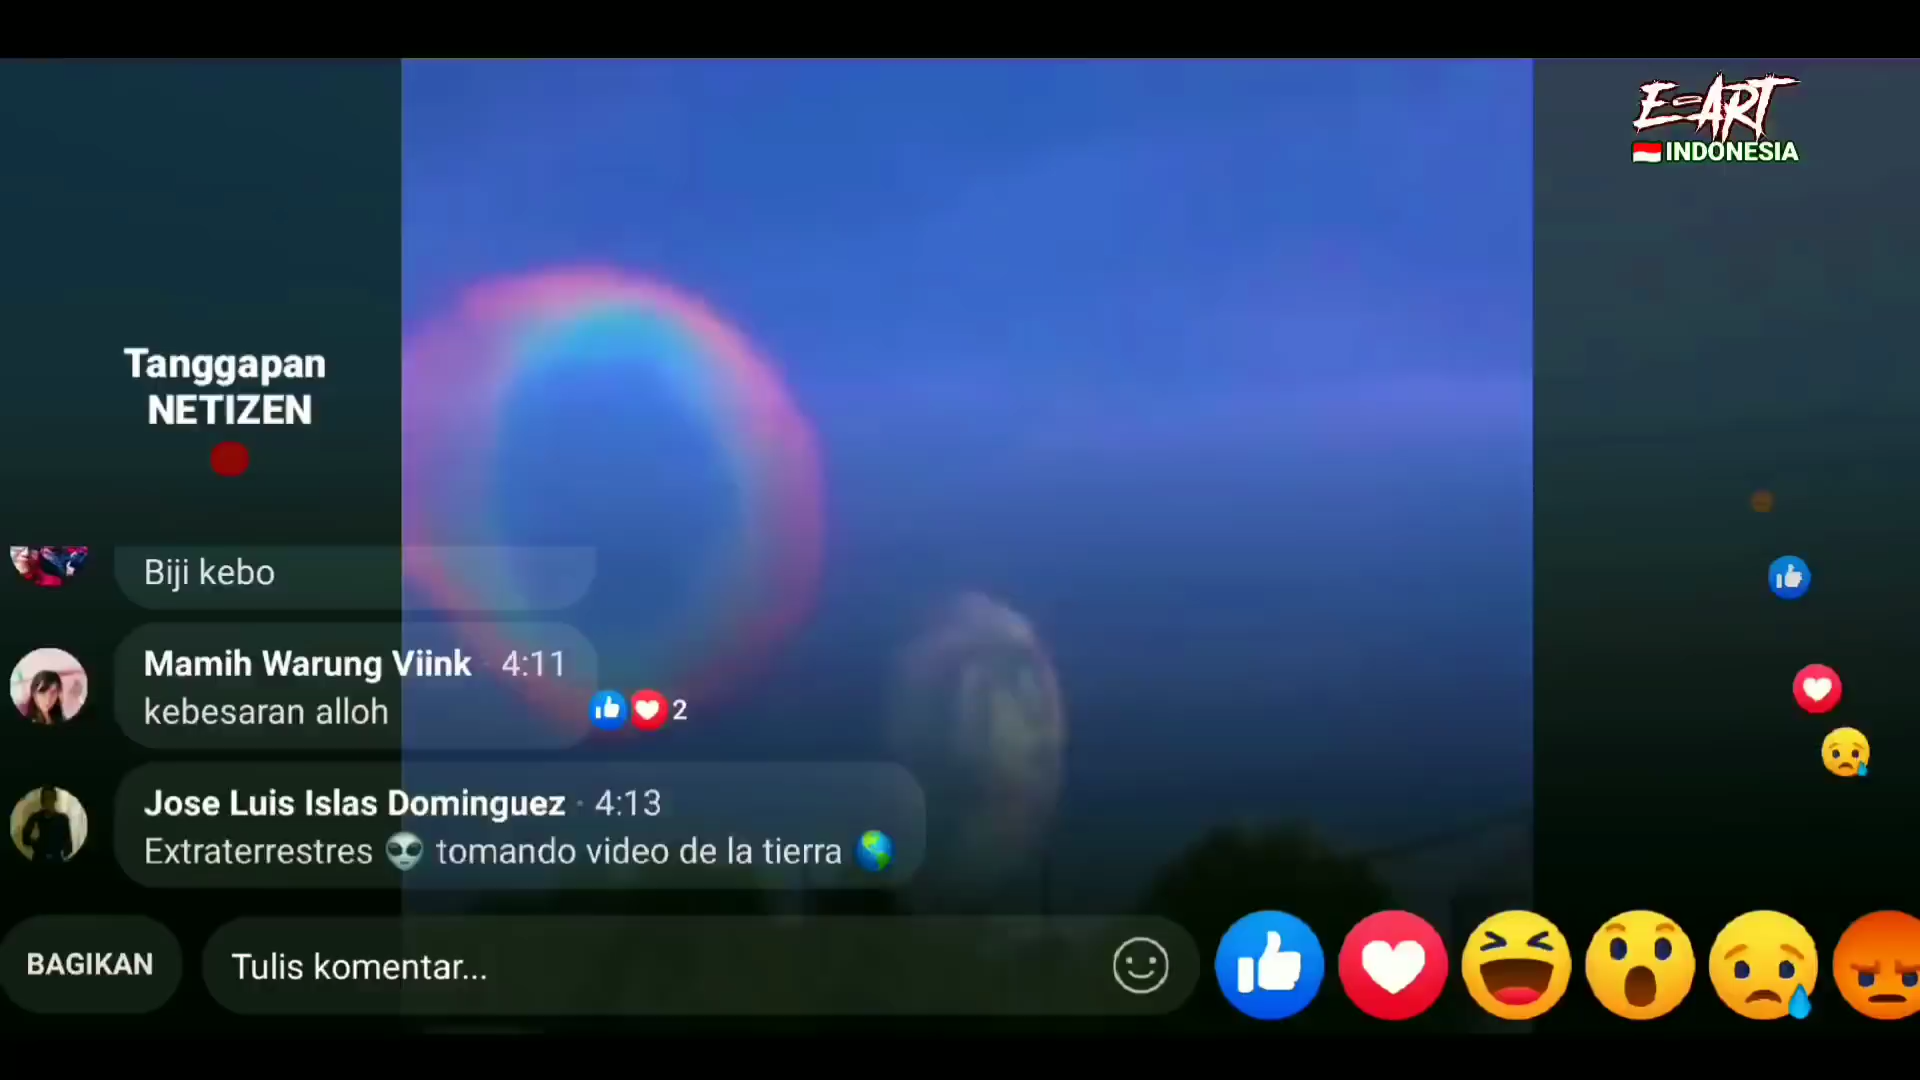 E=ART
INDONESIA
Tanggapan
NETIZEN
Biji kebo
Mamih Warung Viink · 4:11
kebesaran alloh
2
Jose Luis Islas Dominguez · 4:13
Extraterrestres 👽 tomando video de la tierra 🌎
BAGIKAN
Tulis komentar...